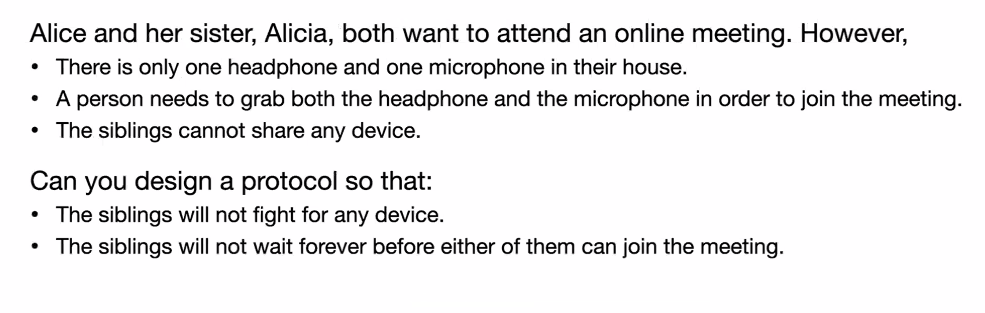 Alice and her sister, Alicia, both want to attend an online meeting. However,
• There is only one headphone and one microphone in their house.
• A person needs to grab both the headphone and the microphone in order to join the meeting.
• The siblings cannot share any device.
Can you design a protocol so that:
• The siblings will not fight for any device.
• The siblings will not wait forever before either of them can join the meeting.